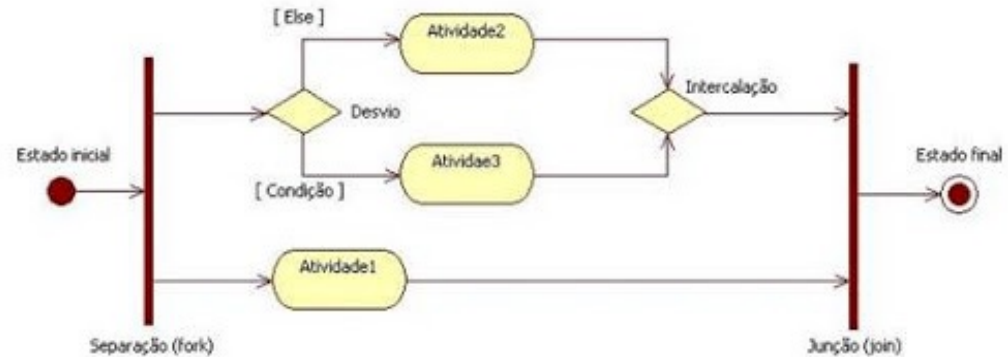 [ Else ]
Atividade2
Desvio
Intercalação
Estado inicial
Estado final
Atividae3
[ Condição ]
Atividade1
Separação (fork)
Junção (join)